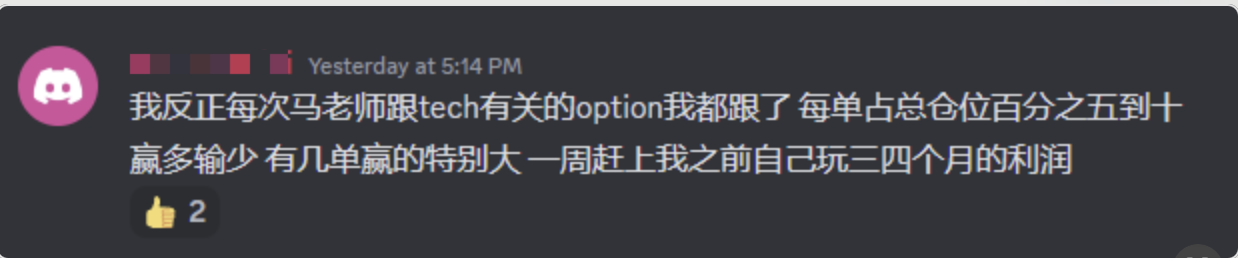 Yesterday at 5:14 PM
我反正每次马老师跟tech有关的option我都跟了 每单占总仓位百分之五到十
赢多输少 有几单赢的特别大 一周赶上我之前自己玩三四个月的利润
👍 2